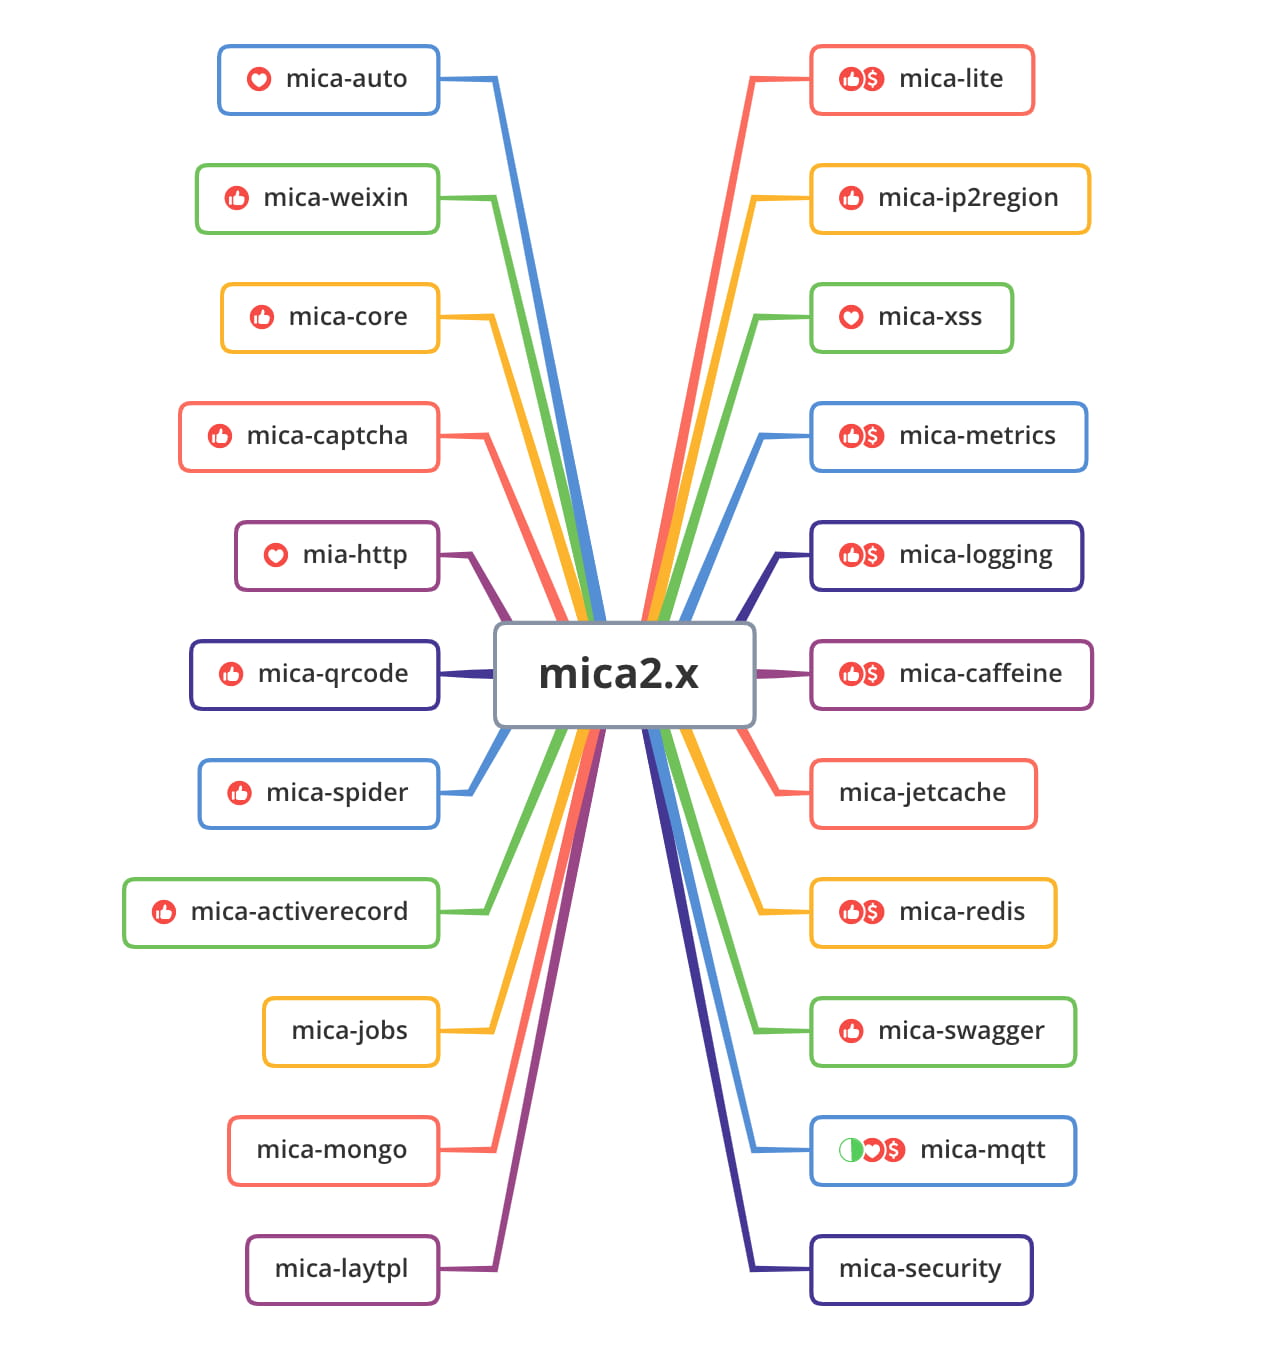 mica-auto
mica-weixin
mica-core
mica-captcha
mia-http
mica-qrcode
mica-spider
mica-activerecord
mica-jobs
mica-mongo
mica-laytpl
mica2.x
mica-lite
mica-ip2region
mica-xss
mica-metrics
mica-logging
mica-caffeine
mica-jetcache
mica-redis
mica-swagger
mica-mqtt
mica-security